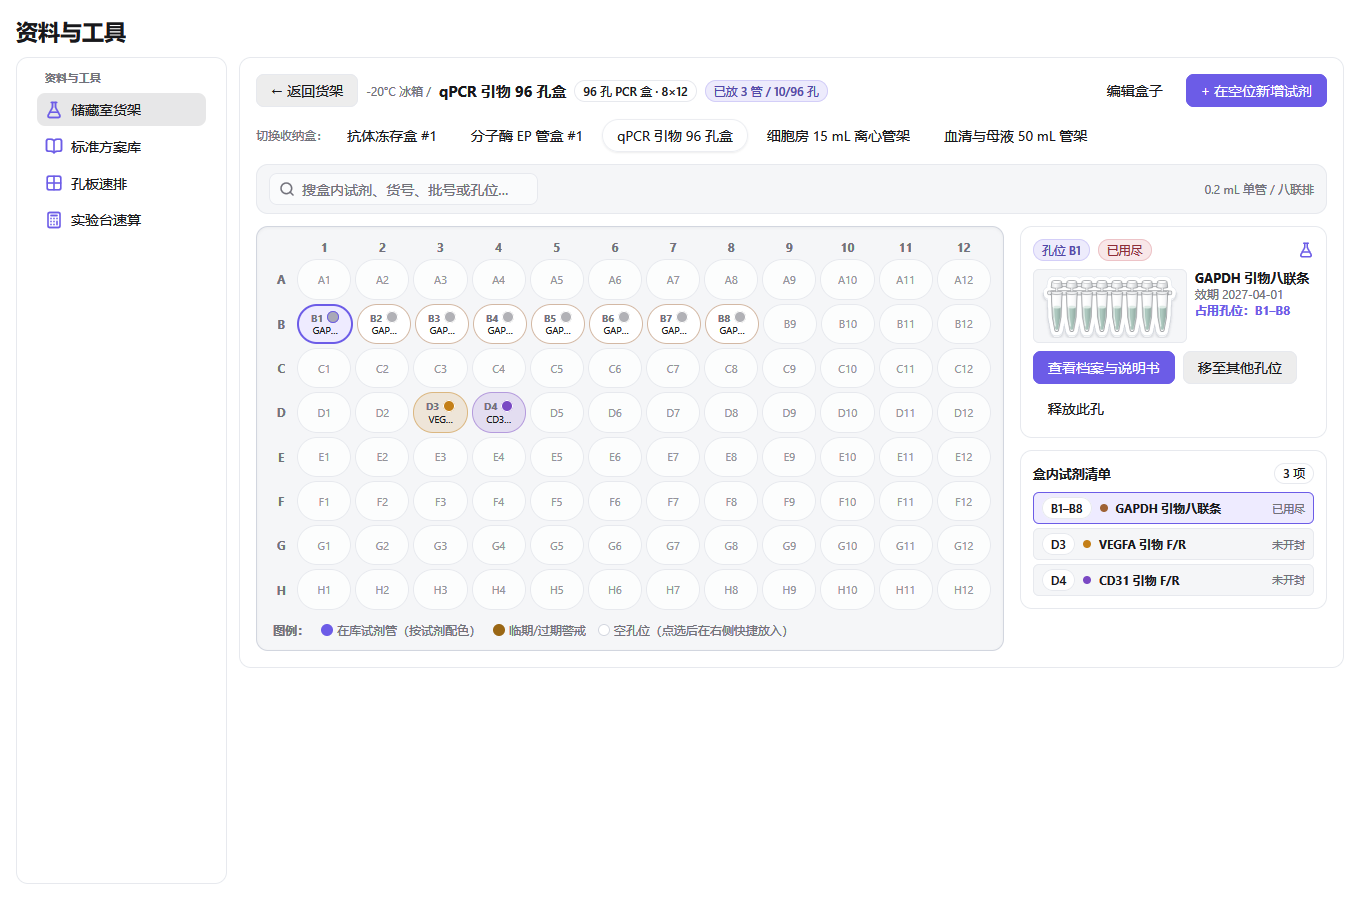 资料与工具
资料与工具
储藏室货架
标准方案库
孔板速排
实验台速算
← 返回货架 -20°C 冰箱 / qPCR 引物 96 孔盒 96 孔 PCR 盒 · 8×12 已放 3 管 / 10/96 孔 编辑盒子 + 在空位新增试剂
切换收纳盒： 抗体冻存盒 #1 分子酶 EP 管盒 #1 qPCR 引物 96 孔盒 细胞房 15 mL 离心管架 血清与母液 50 mL 管架
搜盒内试剂、货号、批号或孔位... 0.2 mL 单管 / 八联排
1 2 3 4 5 6 7 8 9 10 11 12
A A1 A2 A3 A4 A5 A6 A7 A8 A9 A10 A11 A12
B B1 B2 B3 B4 B5 B6 B7 B8 B9 B10 B11 B12
GAP... GAP... GAP... GAP... GAP... GAP... GAP... GAP...
C C1 C2 C3 C4 C5 C6 C7 C8 C9 C10 C11 C12
D D1 D2 D3 D4 D5 D6 D7 D8 D9 D10 D11 D12
VEG... CD3...
E E1 E2 E3 E4 E5 E6 E7 E8 E9 E10 E11 E12
F F1 F2 F3 F4 F5 F6 F7 F8 F9 F10 F11 F12
G G1 G2 G3 G4 G5 G6 G7 G8 G9 G10 G11 G12
H H1 H2 H3 H4 H5 H6 H7 H8 H9 H10 H11 H12
图例： 在库试剂管（按试剂配色） 临期/过期警戒 空孔位（点选后在右侧快捷放入）
孔位 B1 已用尽
GAPDH 引物八联条
效期 2027-04-01
占用孔位：B1–B8
查看档案与说明书 移至其他孔位
释放此孔
盒内试剂清单 3 项
B1–B8 GAPDH 引物八联条 已用尽
D3 VEGFA 引物 F/R 未开封
D4 CD31 引物 F/R 未开封